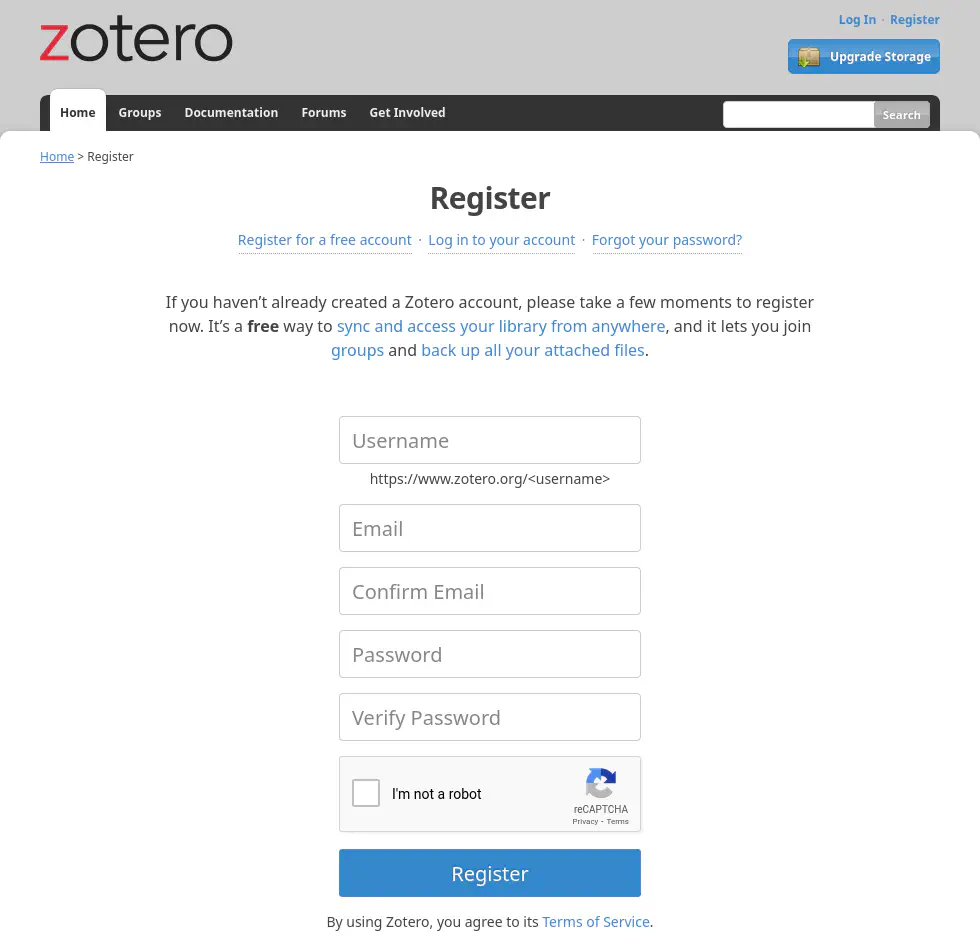 zotero
Log In · Register
Upgrade Storage
Home Groups Documentation Forums Get Involved Search
Home > Register
Register
Register for a free account · Log in to your account · Forgot your password?
If you haven’t already created a Zotero account, please take a few moments to register
now. It’s a free way to sync and access your library from anywhere, and it lets you join
groups and back up all your attached files.
Username
https://www.zotero.org/<username>
Email
Confirm Email
Password
Verify Password
I'm not a robot
reCAPTCHA
Privacy - Terms
Register
By using Zotero, you agree to its Terms of Service.